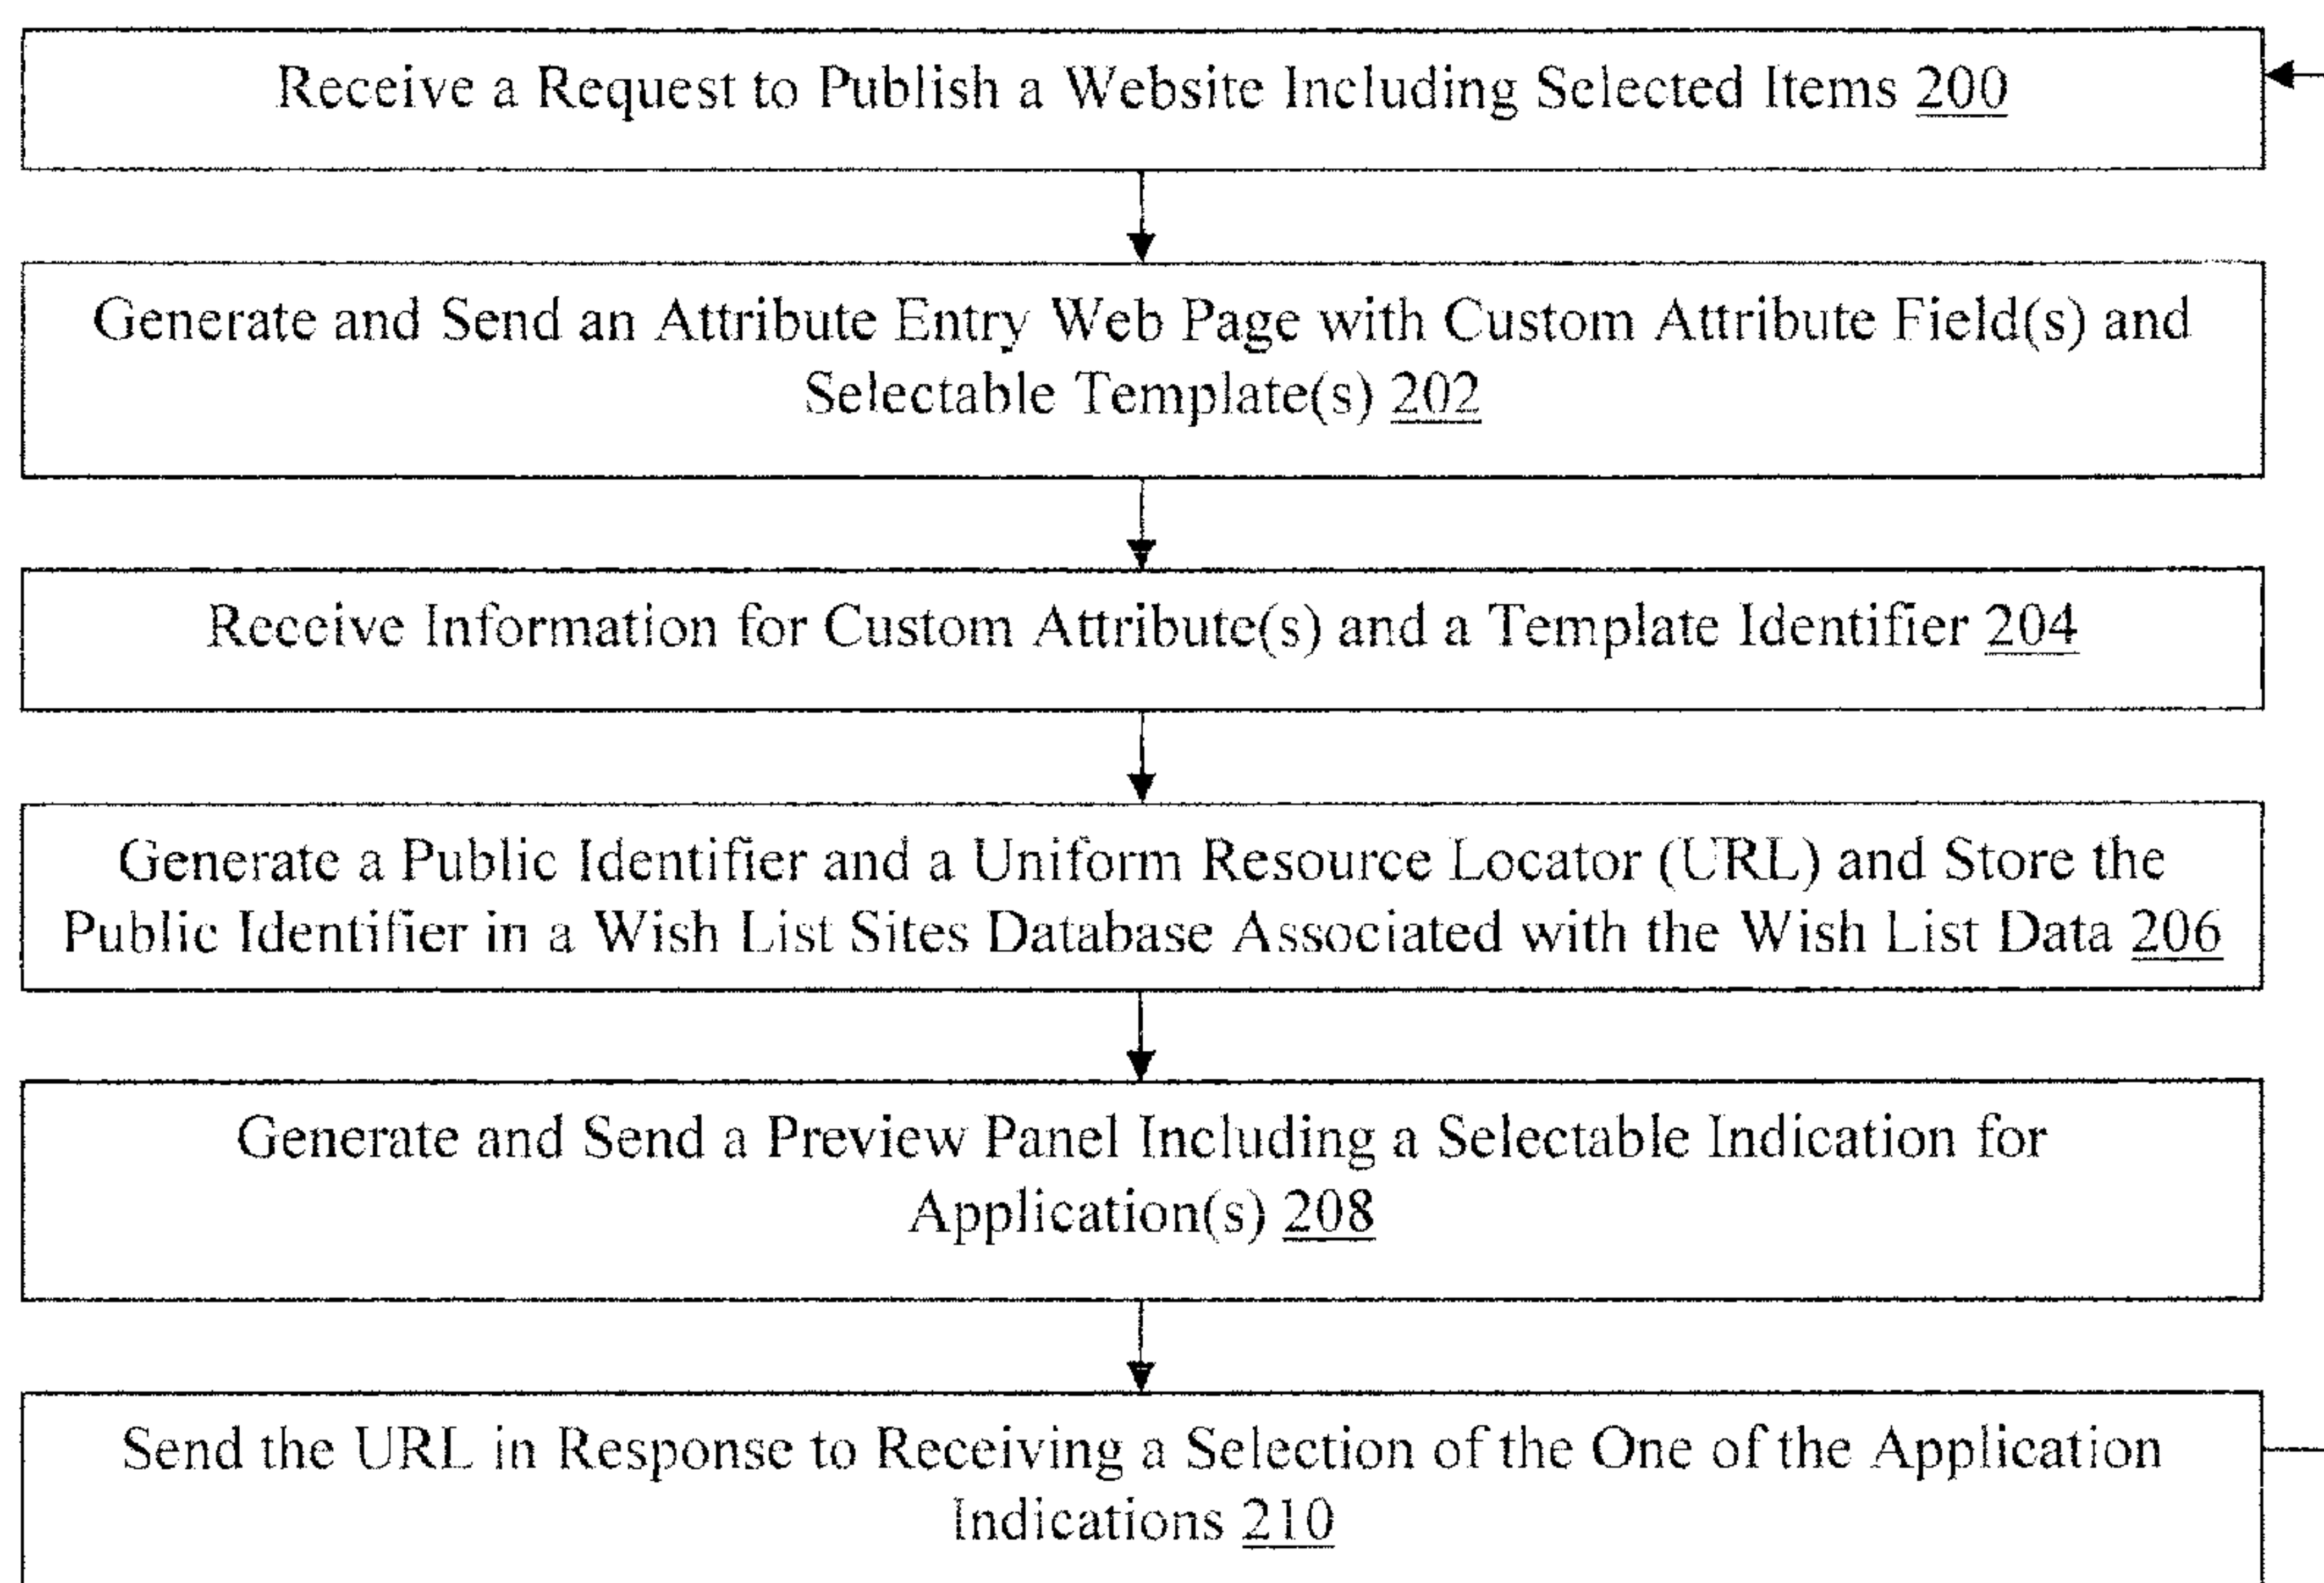 Receive a Request to Publish a Website Including Selected Items 200
Generate and Send an Attribute Entry Web Page with Custom Attribute Field(s) and
Selectable Template(s) 202
Receive Information for Custom Attribute(s) and a Template Identifier 204
Generate a Public Identifier and a Uniform Resource Locator (URL) and Store the
Public Identifier in a Wish List Sites Database Associated with the Wish List Data 206
Generate and Send a Preview Panel Including a Selectable Indication for
Application(s) 208
Send the URL in Response to Receiving a Selection of the One of the Application
Indications 210